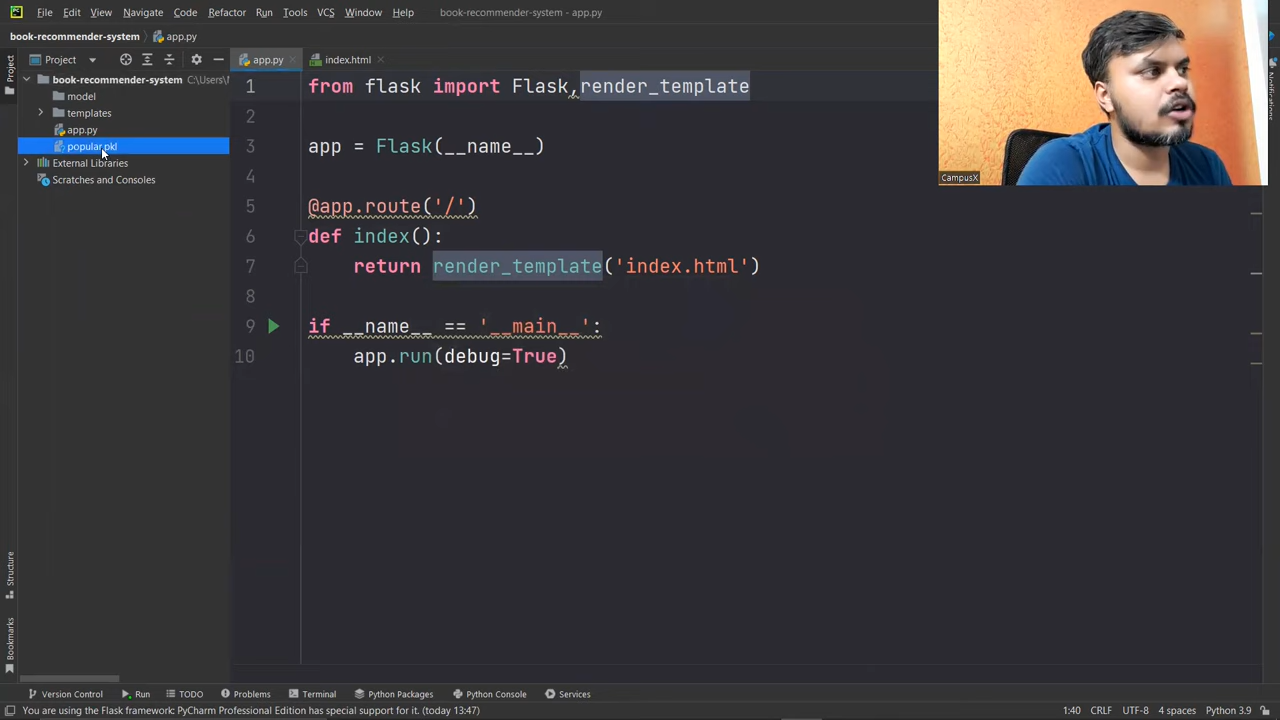 File Edit View Navigate Code Refactor Run Tools VCS Window Help book-recommender-system - app.py
book-recommender-system app.py
Project
app.py
index.html
Project
book-recommender-system C:\Users\
model
templates
app.py
popular.pkl
External Libraries
Scratches and Consoles
1 from flask import Flask,render_template
2
3 app = Flask(__name__)
4
5 @app.route('/')
6 def index():
7 return render_template('index.html')
8
9 if __name__ == '__main__':
10 app.run(debug=True)
CampusX
Notifications
Structure
Bookmarks
Version Control Run TODO Problems Terminal Python Packages Python Console Services
You are using the Flask framework: PyCharm Professional Edition has special support for it. (today 13:47) 1:40 CRLF UTF-8 4 spaces Python 3.9